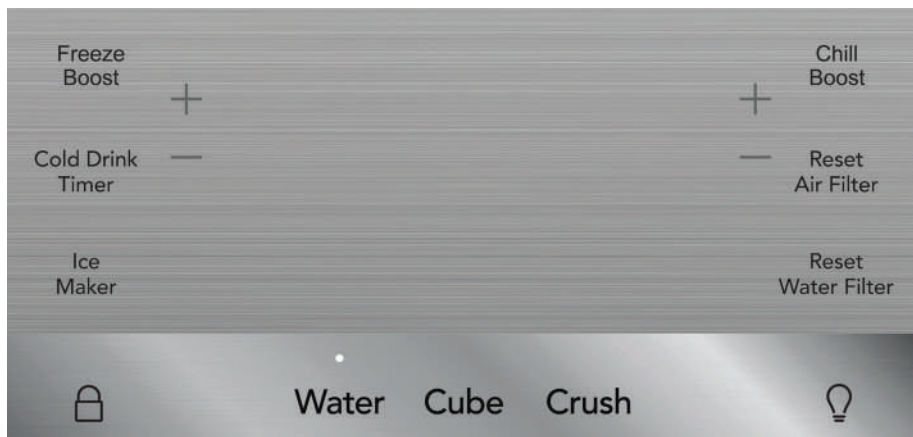 Freeze
Boost
Chill
Boost
+
+
Cold Drink
Timer
−
−
Reset
Air Filter
Ice
Maker
Reset
Water Filter
Water Cube Crush